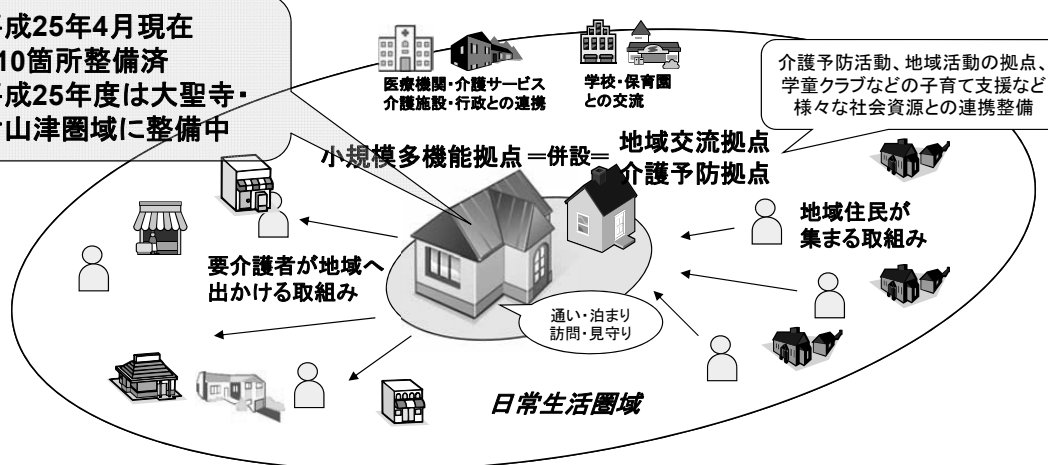 成25年4月現在
10箇所整備済
成25年度は大聖寺・
山津圏域に整備中
医療機関・介護サービス
介護施設・行政との連携
学校・保育園
との交流
介護予防活動、地域活動の拠点、
学童クラブなどの子育て支援など
様々な社会資源との連携整備
小規模多機能拠点＝併設＝
地域交流拠点
介護予防拠点
要介護者が地域へ
出かける取組み
地域住民が
集まる取組み
通い・泊まり
訪問・見守り
日常生活圏域